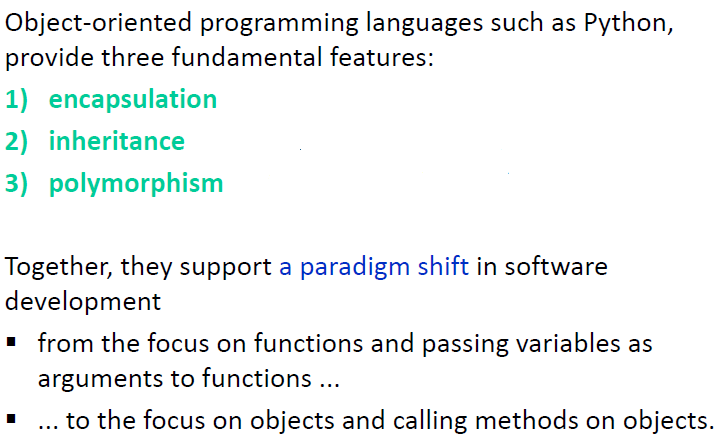 Object-oriented programming languages such as Python,
provide three fundamental features:
1) encapsulation
2) inheritance
3) polymorphism
Together, they support a paradigm shift in software
development
▪ from the focus on functions and passing variables as
arguments to functions ...
▪ ... to the focus on objects and calling methods on objects.